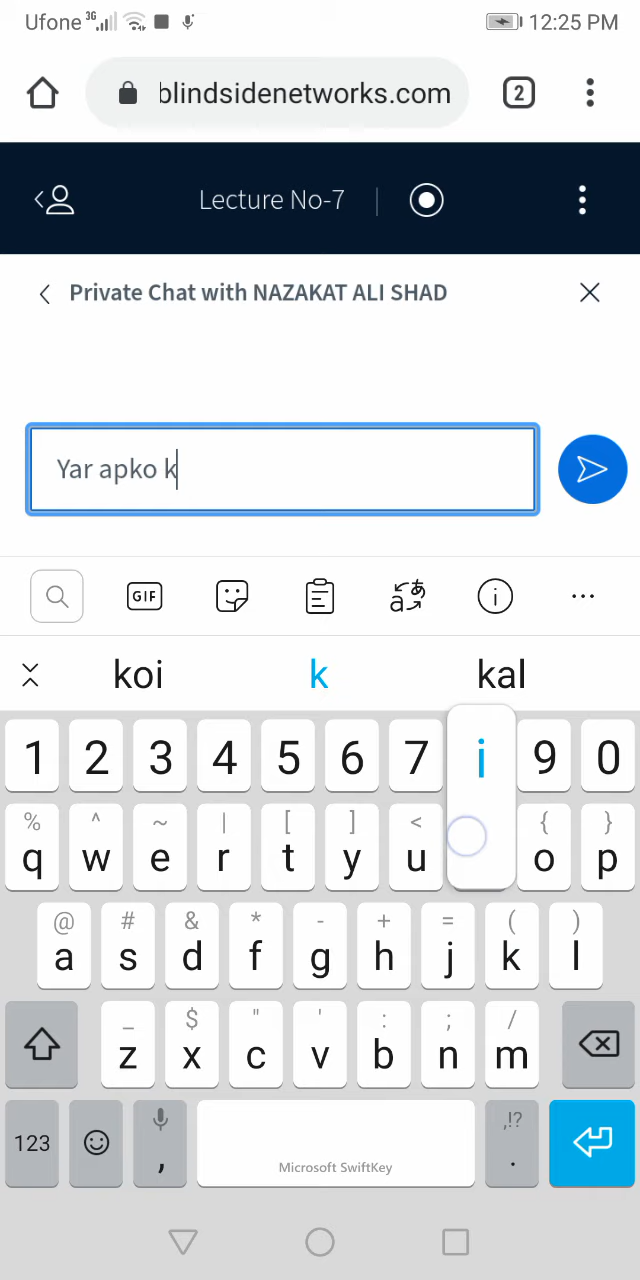 Ufone 3G 12:25 PM
blindsidenetworks.com 2
Lecture No-7
Private Chat with NAZAKAT ALI SHAD
Yar apko k
GIF
koi k kal
1 2 3 4 5 6 7 i 9 0
% ^ ~ | [ ] < { }
q w e r t y u o p
@ # & * - + = ( )
a s d f g h j k l
_ $ " ' : ; /
z x c v b n m
123 , Microsoft SwiftKey ,!? .